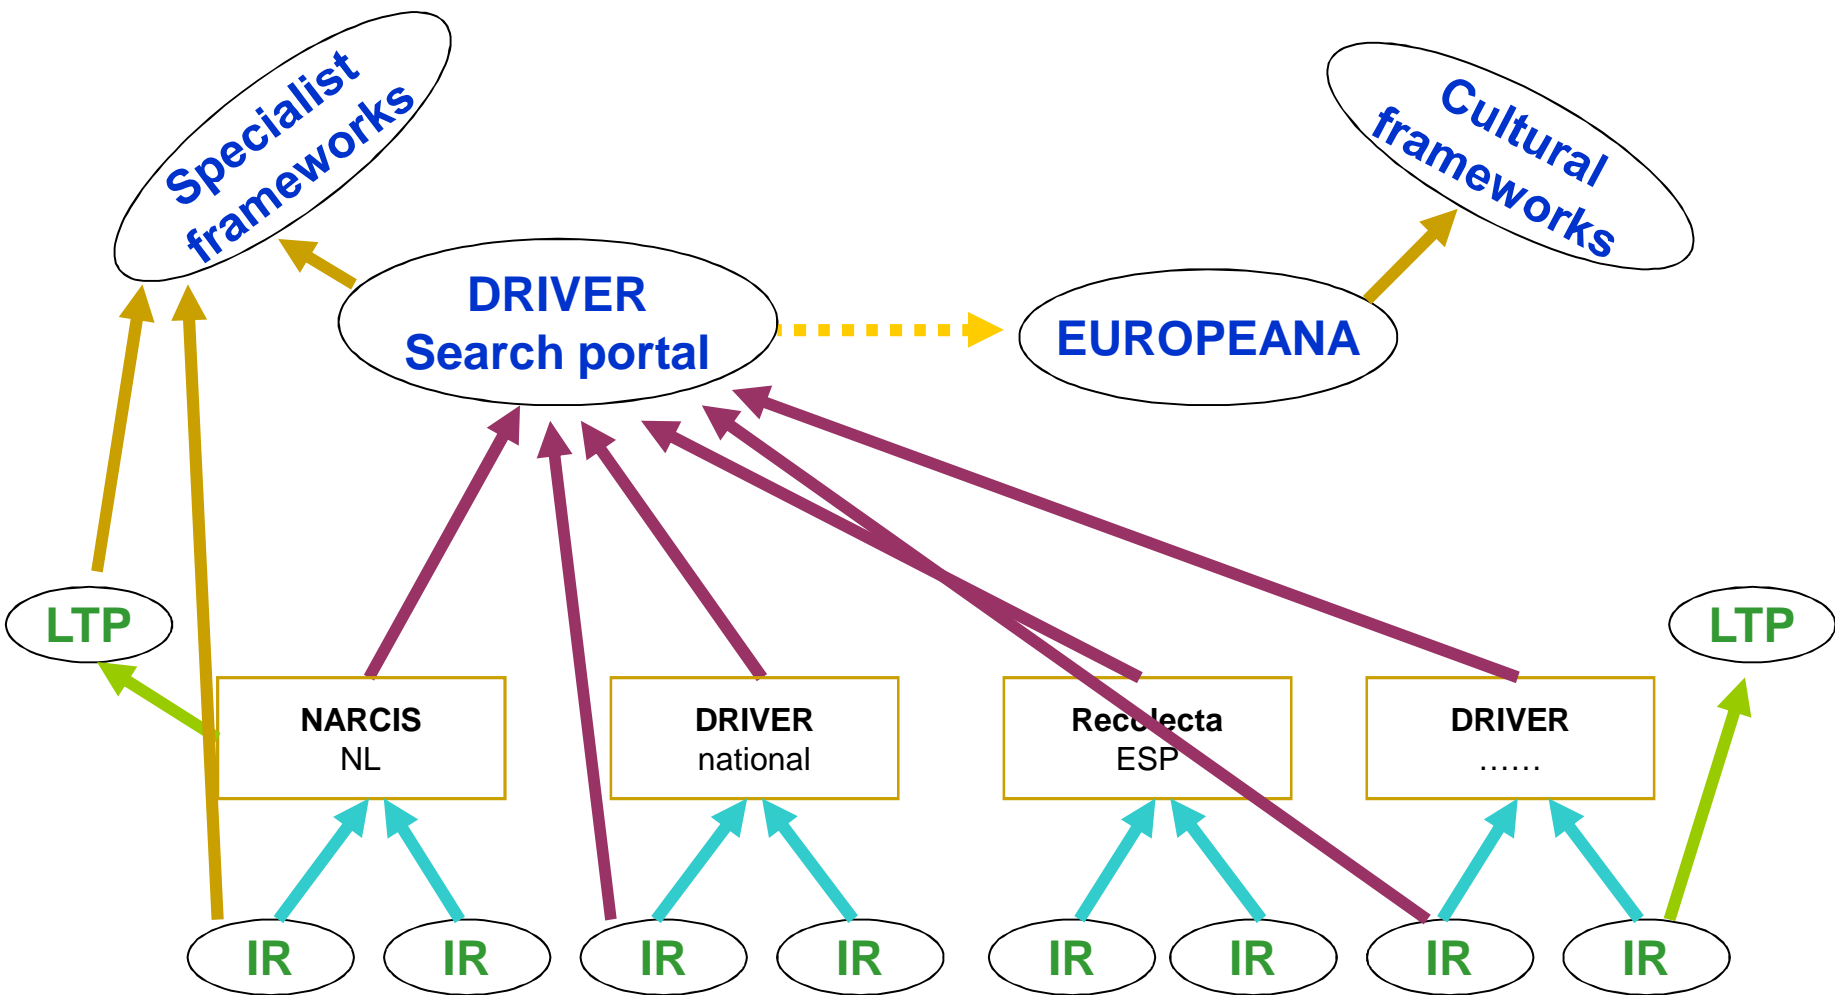 Specialist
frameworks
Cultural
frameworks
DRIVER
Search portal
EUROPEANA
LTP
LTP
NARCIS
NL
DRIVER
national
Recolecta
ESP
DRIVER
……
IR
IR
IR
IR
IR
IR
IR
IR